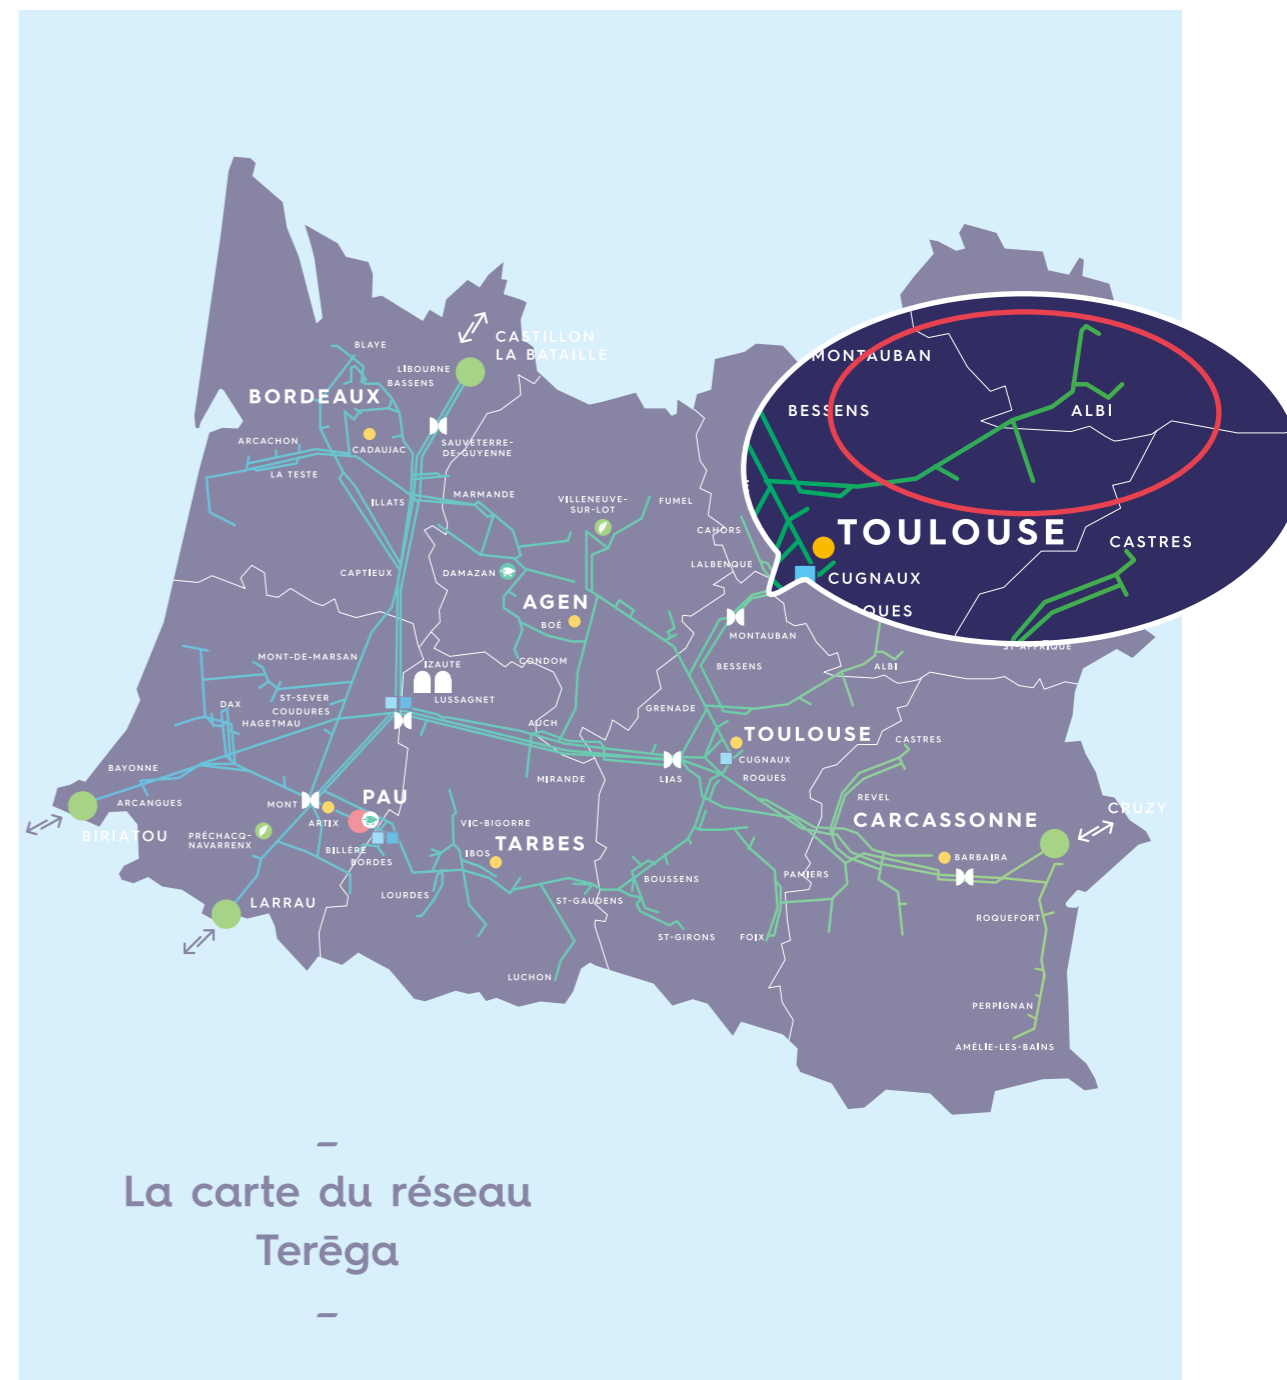 CASTILLON
LA BATAILLE
BLAYE
LIBOURNE
BASSENS
BORDEAUX
ARCACHON
CADAUJAC
SAUVETERRE-
DE-GUYENNE
LA TESTE
ILLATS
MARMANDE
VILLENEUVE-
SUR-LOT
FUMEL
CAHORS
LALBENQUE
CAPTIEUX
DAMAZAN
AGEN
BOÉ
MONTAUBAN
BESSENS
ALBI
TOULOUSE
CASTRES
CUGNAUX
QUES
ST-AFFRIQUE
MONTAUBAN
BESSENS
ALBI
MONT-DE-MARSAN
IZAUTE
CONDOM
ST-SEVER
LUSSAGNET
DAX
COUDURES
HAGETMAU
GRENADE
AUCH
TOULOUSE
CASTRES
CUGNAUX
BAYONNE
MIRANDE
LIAS
ROQUES
ARCANGUES
MONT
PAU
REVEL
CRUZY
BIRIATOU
ARTIX
VIC-BIGORRE
CARCASSONNE
PRÉCHACQ-
NAVARRENX
BILLÈRE
BORDES
IBOS
TARBES
BARBAIRA
LOURDES
BOUSSENS
PAMIERS
LARRAU
ST-GAUDENS
ROQUEFORT
ST-GIRONS
FOIX
LUCHON
PERPIGNAN
AMÉLIE-LES-BAINS
La carte du réseau
Terēga